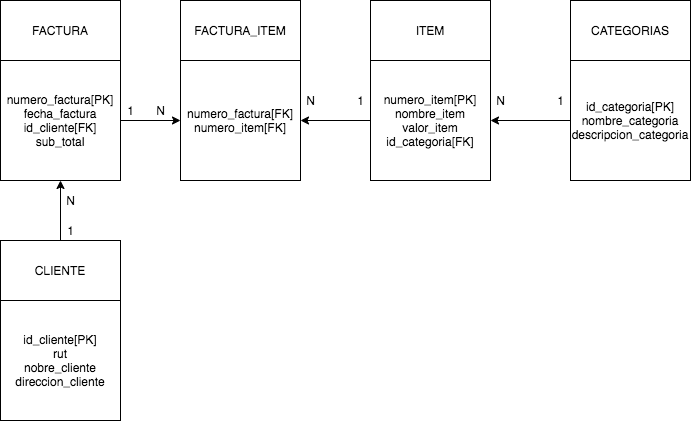 FACTURA
numero_factura[PK]
fecha_factura
id_cliente[FK]
sub_total
1
N
FACTURA_ITEM
numero_factura[FK]
numero_item[FK]
N
1
ITEM
numero_item[PK]
nombre_item
valor_item
id_categoria[FK]
N
1
CATEGORIAS
id_categoria[PK]
nombre_categoria
descripcion_categoria
N
1
CLIENTE
id_cliente[PK]
rut
nobre_cliente
direccion_cliente